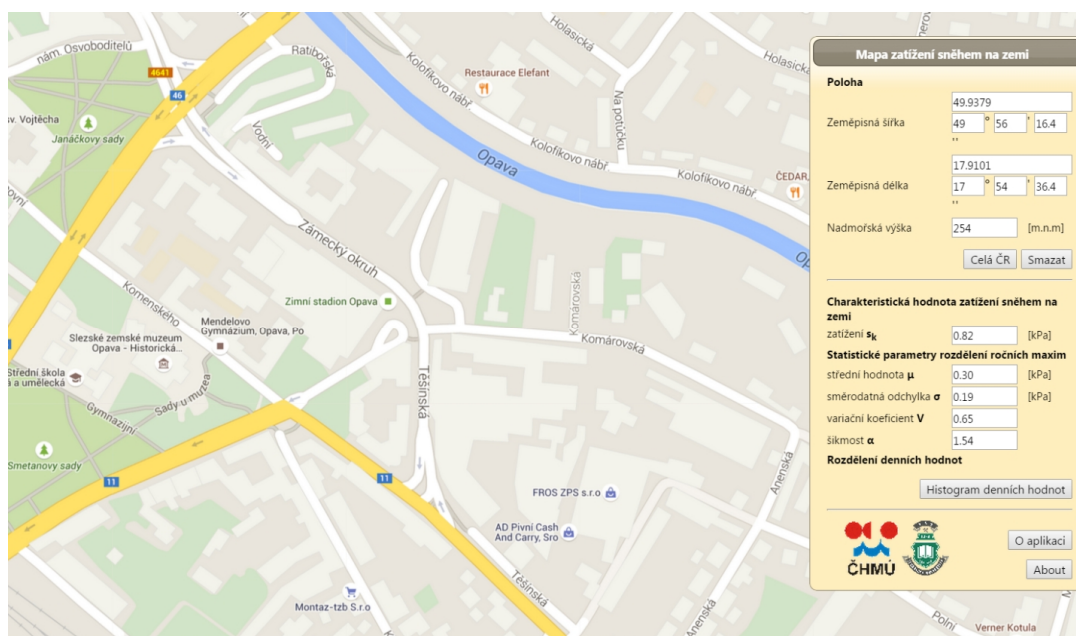 nám. Osvoboditelů
4641
46
sv. Vojtěcha
Janáčkovy sady
Ratibořská
Vodní
Holasická
Holasická
Kolofíkovo nábř
Restaurace Elefant
Na potůčku
Kolofíkovo nábř.
Kolofíkovo nábř.
ČEDAR,
Opava
Zámecký okruh
Zimní stadion Opava
Komenského
Mendelovo
Gymnázium, Opava, Po
Slezské zemské muzeum
Opava - Historická...
Střední škola
á a umělecká
Sady u muzea
Gymnazijní
Smetanovy sady
Komárovská
Komárovská
Těšínská
11
11
FROS ZPS s.r.o
AD Pivní Cash
And Carry, Sro
Anenská
Anenská
Těšínská
Montaz-tzb S.r.o
Polní
Verner Kotula
Mapa zatížení sněhem na zemi
Poloha
49.9379
Zeměpisná šířka 49 ° 56 ' 16.4
''
17.9101
Zeměpisná délka 17 ° 54 ' 36.4
''
Nadmořská výška 254 [m.n.m]
Celá ČR Smazat
Charakteristická hodnota zatížení sněhem na
zemi
zatížení sk 0.82 [kPa]
Statistické parametry rozdělení ročních maxim
střední hodnota μ 0.30 [kPa]
směrodatná odchylka σ 0.19 [kPa]
variační koeficient V 0.65
šikmost α 1.54
Rozdělení denních hodnot
Histogram denních hodnot
ČHMÚ
O aplikaci
About